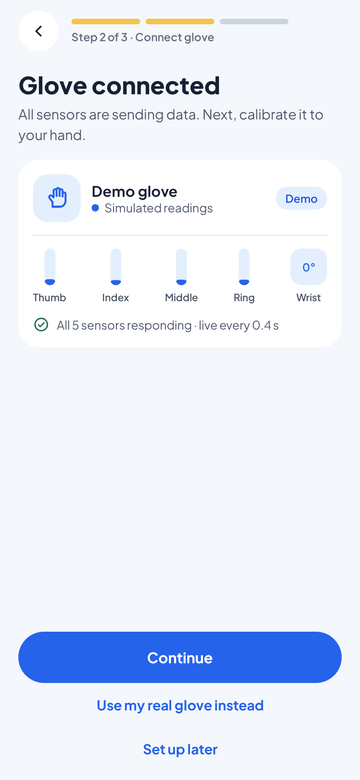 Step 2 of 3 · Connect glove
Glove connected
All sensors are sending data. Next, calibrate it to
your hand.
Demo glove
Simulated readings
Demo
0°
Thumb
Index
Middle
Ring
Wrist
All 5 sensors responding · live every 0.4 s
Continue
Use my real glove instead
Set up later